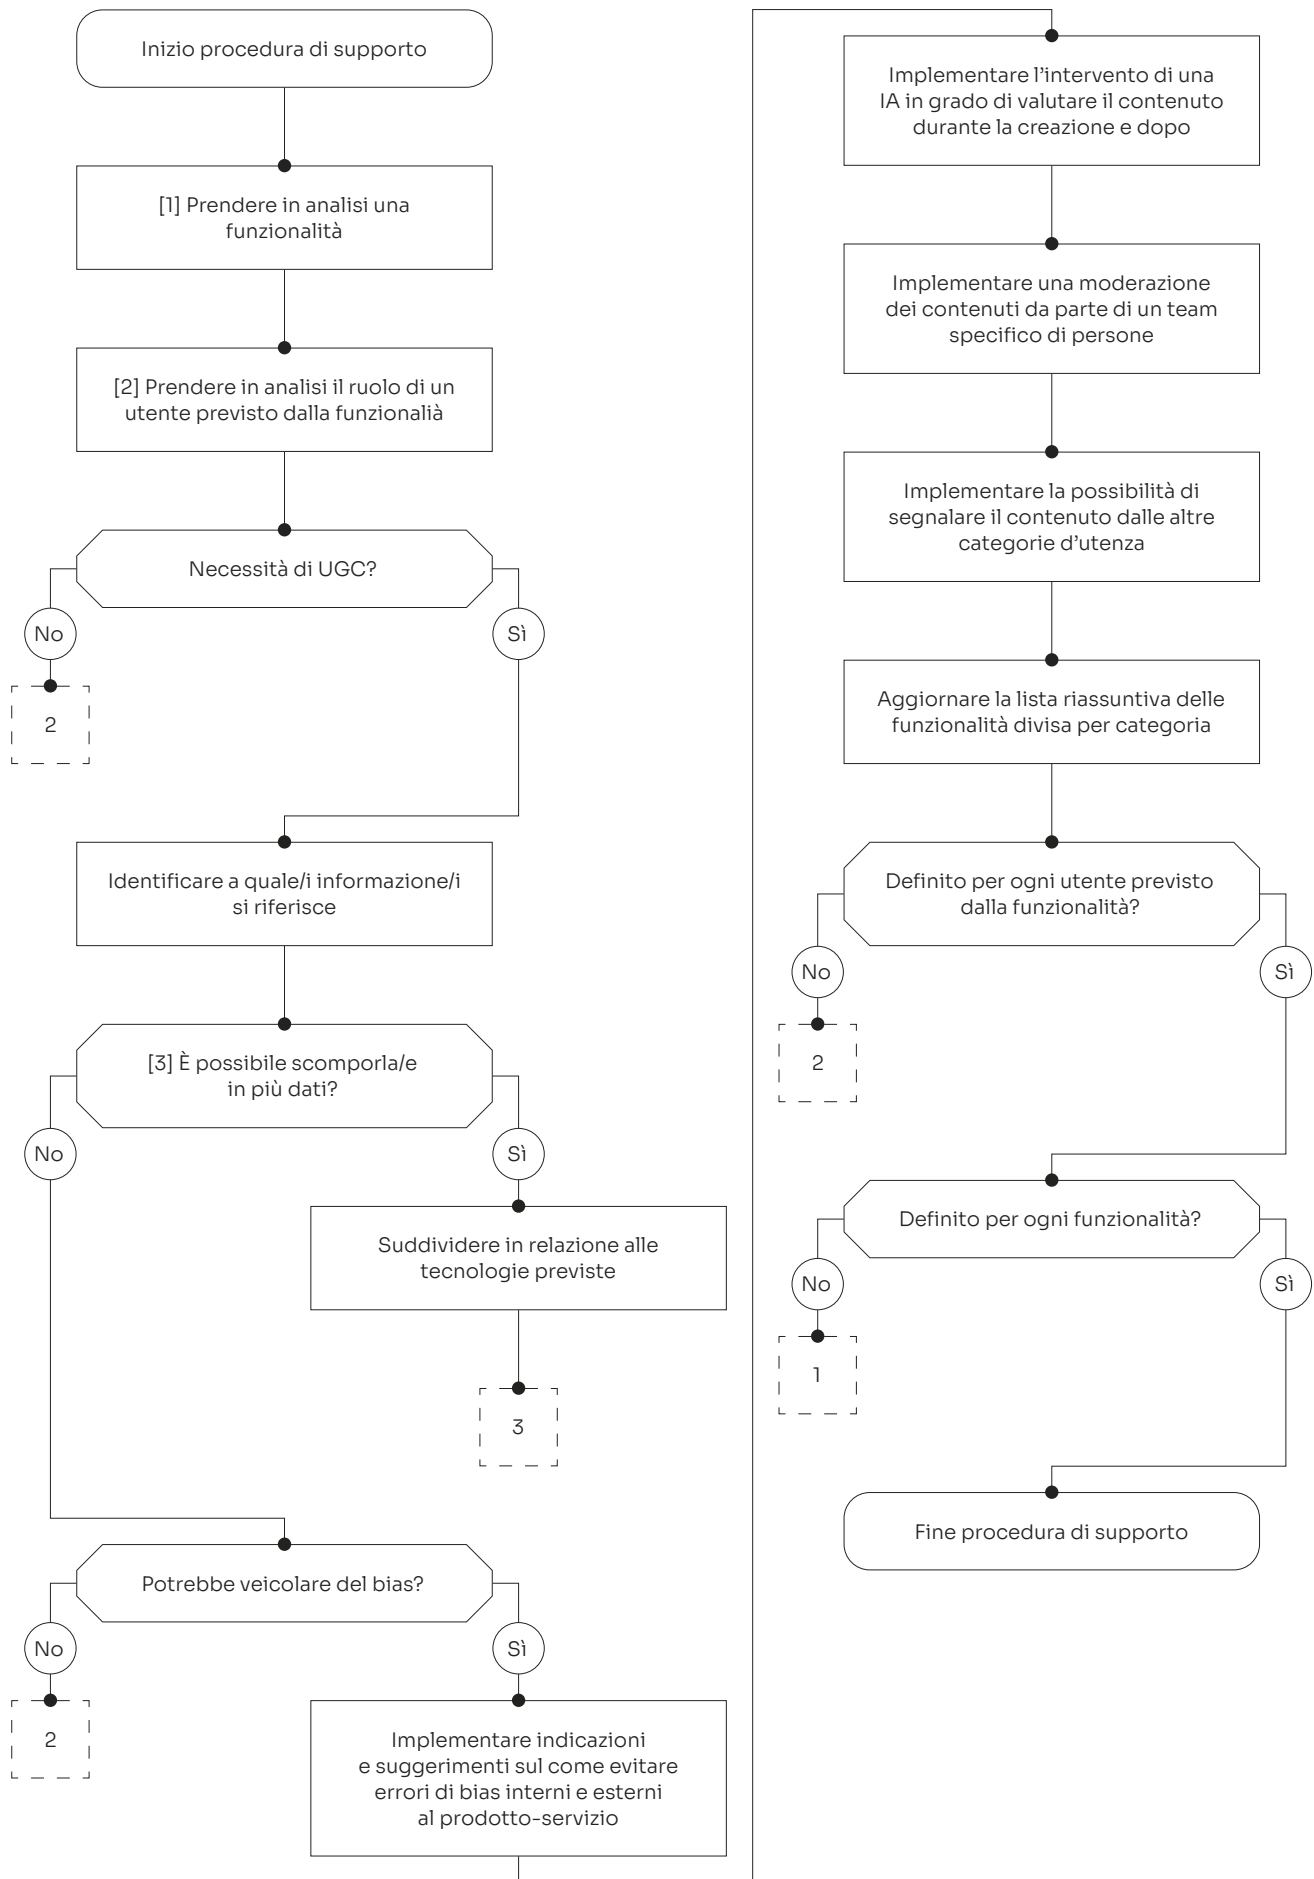 Inizio procedura di supporto
[1] Prendere in analisi una
funzionalità
[2] Prendere in analisi il ruolo di un
utente previsto dalla funzionalià
Necessità di UGC?
No
Sì
2
Identificare a quale/i informazione/i
si riferisce
[3] È possibile scomporla/e
in più dati?
No
Sì
Suddividere in relazione alle
tecnologie previste
3
Potrebbe veicolare del bias?
No
Sì
2
Implementare indicazioni
e suggerimenti sul come evitare
errori di bias interni e esterni
al prodotto-servizio
Implementare l’intervento di una
IA in grado di valutare il contenuto
durante la creazione e dopo
Implementare una moderazione
dei contenuti da parte di un team
specifico di persone
Implementare la possibilità di
segnalare il contenuto dalle altre
categorie d’utenza
Aggiornare la lista riassuntiva delle
funzionalità divisa per categoria
Definito per ogni utente previsto
dalla funzionalità?
No
Sì
2
Definito per ogni funzionalità?
No
Sì
1
Fine procedura di supporto